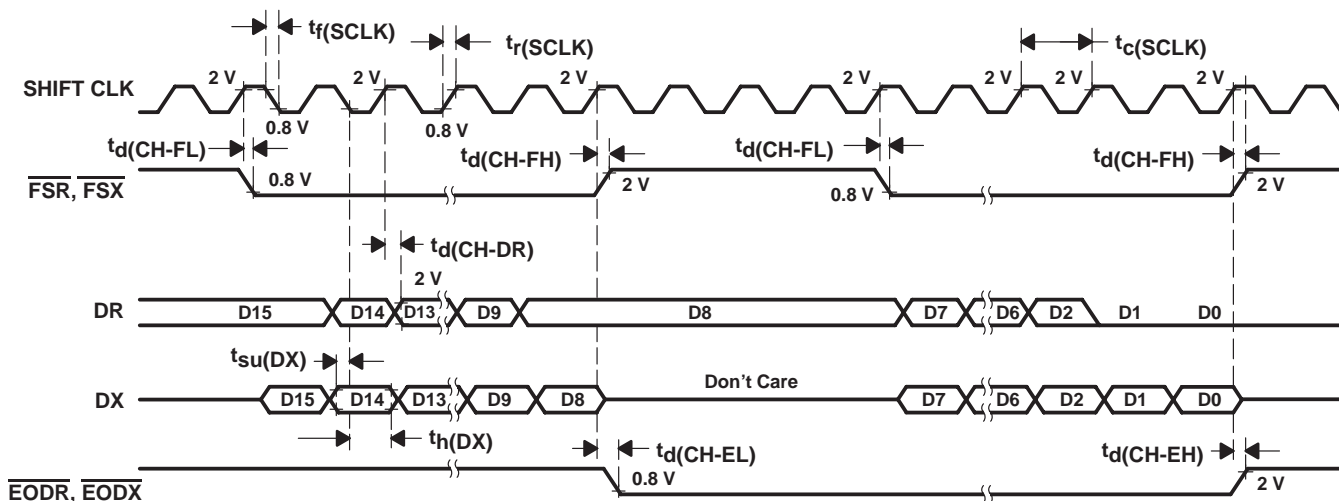 tf(SCLK)
tr(SCLK)
tc(SCLK)
SHIFT CLK
2 V
2 V
2 V
2 V
2 V
2 V
2 V
2 V
0.8 V
0.8 V
td(CH-FL)
td(CH-FH)
td(CH-FL)
td(CH-FH)
FSR, FSX
0.8 V
2 V
0.8 V
2 V
td(CH-DR)
2 V
DR
D15
D14
D13
D9
D8
D7
D6
D2
D1
D0
tsu(DX)
DX
D15
D14
D13
D9
D8
Don't Care
D7
D6
D2
D1
D0
th(DX)
td(CH-EL)
td(CH-EH)
EODR, EODX
0.8 V
2 V